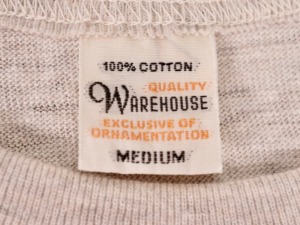 100% COTTON
QUALITY
WAREHOUSE
EXCLUSIVE OF
ORNAMENTATION
MEDIUM